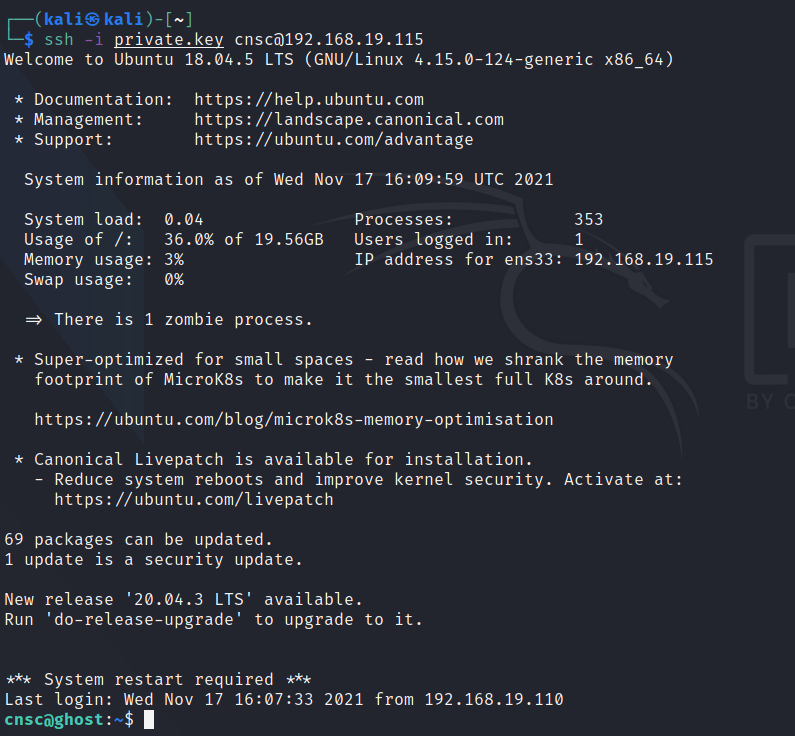 ┌──(kali㉿kali)-[~]
└─$ ssh -i private.key cnsc@192.168.19.115
Welcome to Ubuntu 18.04.5 LTS (GNU/Linux 4.15.0-124-generic x86_64)
* Documentation: https://help.ubuntu.com
* Management: https://landscape.canonical.com
* Support: https://ubuntu.com/advantage
System information as of Wed Nov 17 16:09:59 UTC 2021
System load: 0.04 Processes: 353
Usage of /: 36.0% of 19.56GB Users logged in: 1
Memory usage: 3% IP address for ens33: 192.168.19.115
Swap usage: 0%
=> There is 1 zombie process.
* Super-optimized for small spaces - read how we shrank the memory
footprint of MicroK8s to make it the smallest full K8s around.
https://ubuntu.com/blog/microk8s-memory-optimisation
* Canonical Livepatch is available for installation.
- Reduce system reboots and improve kernel security. Activate at:
https://ubuntu.com/livepatch
69 packages can be updated.
1 update is a security update.
New release '20.04.3 LTS' available.
Run 'do-release-upgrade' to upgrade to it.
*** System restart required ***
Last login: Wed Nov 17 16:07:33 2021 from 192.168.19.110
cnsc@ghost:~$
BY